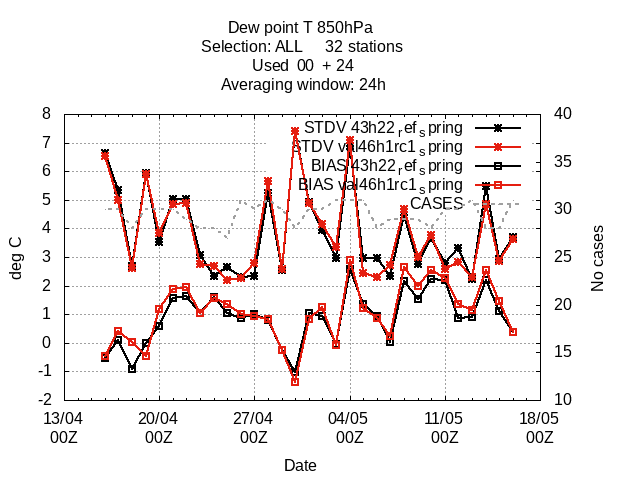 Dew point T 850hPa
Selection: ALL     32 stations
Used  00  + 24
Averaging window: 24h
STDV 43h22_ref_spring
STDV val46h1rc1_spring
BIAS 43h22_ref_spring
BIAS val46h1rc1_spring
CASES
deg C
8
7
6
5
4
3
2
1
0
-1
-2
No cases
40
35
30
25
20
15
10
13/04 20/04 27/04 04/05 11/05 18/05
00Z 00Z 00Z 00Z 00Z 00Z
Date